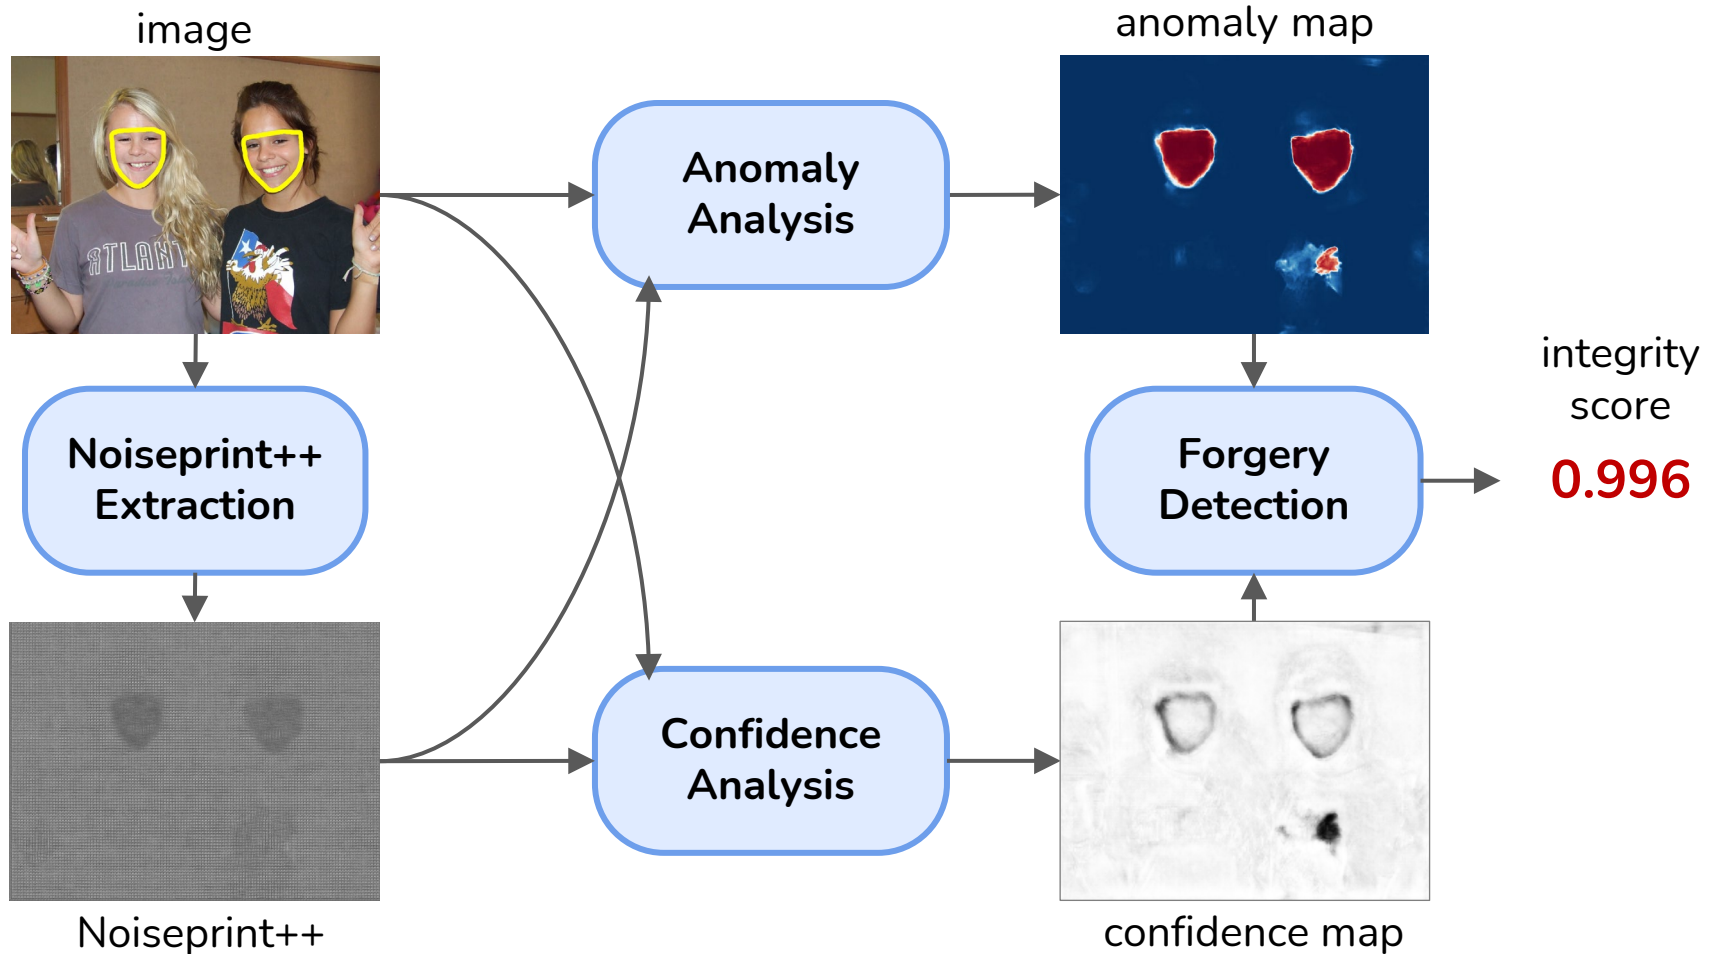 image
anomaly map
ATLANT
Anomaly
Analysis
integrity
score
0.996
Noiseprint++
Extraction
Forgery
Detection
Confidence
Analysis
Noiseprint++
confidence map